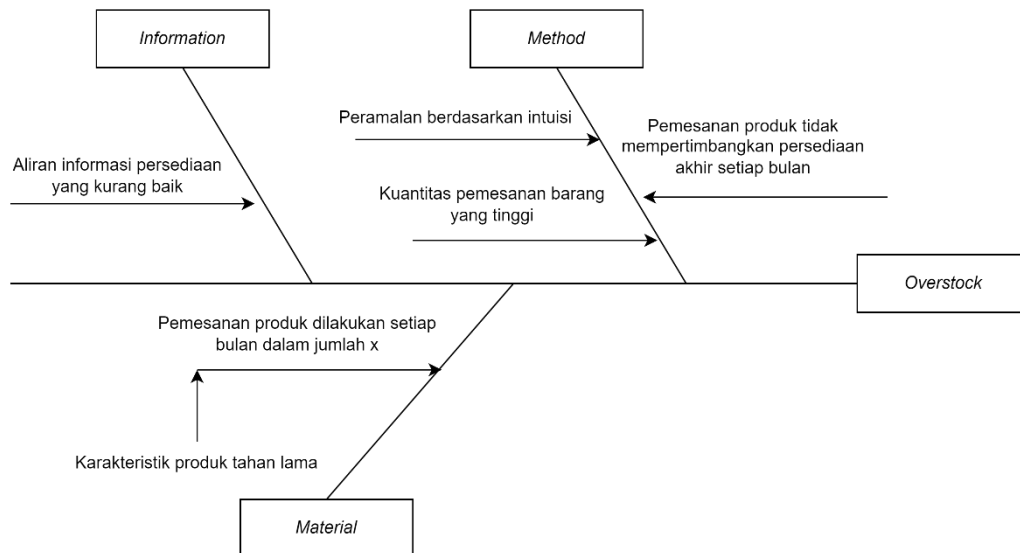 Information
Method
Peramalan berdasarkan intuisi
Pemesanan produk tidak
mempertimbangkan persediaan
akhir setiap bulan
Aliran informasi persediaan
yang kurang baik
Kuantitas pemesanan barang
yang tinggi
Overstock
Pemesanan produk dilakukan setiap
bulan dalam jumlah x
Karakteristik produk tahan lama
Material